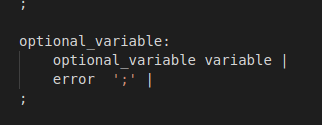 ;
optional_variable:
    optional_variable variable |
    error  ';' |
;